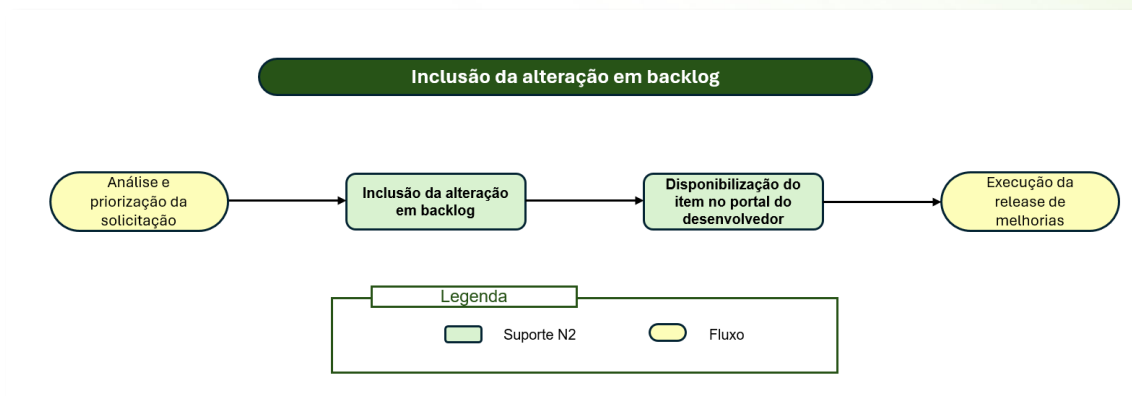 Inclusão da alteração em backlog
Análise e
priorização da
solicitação
Inclusão da alteração
em backlog
Disponibilização do
item no portal do
desenvolvedor
Execução da
release de
melhorias
Legenda
Suporte N2
Fluxo